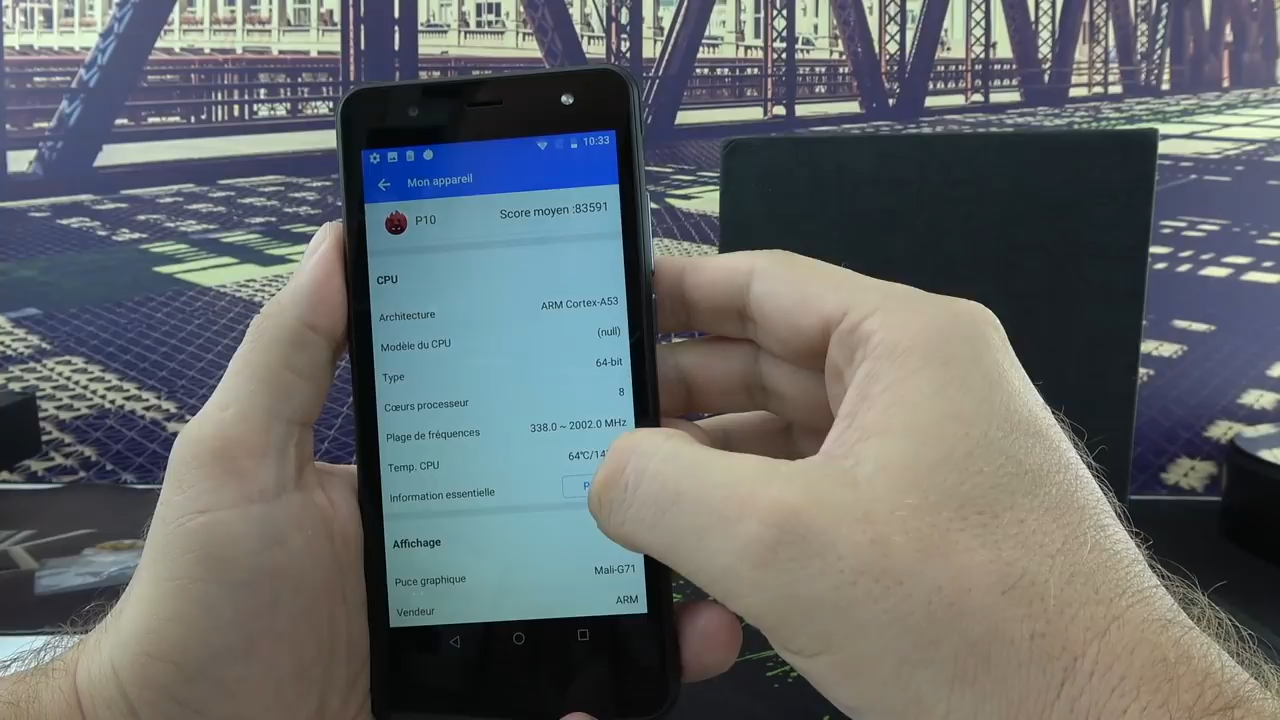 10:33
Mon appareil
P10 Score moyen :83591
CPU
Architecture ARM Cortex-A53
Modèle du CPU (null)
Type 64-bit
Cœurs processeur 8
Plage de fréquences 338.0 ~ 2002.0 MHz
Temp. CPU 64℃/14
Information essentielle
Affichage
Puce graphique Mali-G71
Vendeur ARM